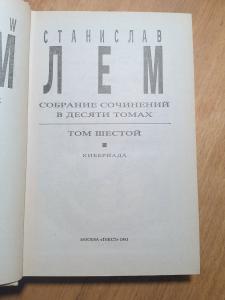 W
М
СТАНИСЛАВ
ЛЕМ
СОБРАНИЕ СОЧИНЕНИЙ
В ДЕСЯТИ ТОМАХ
ТОМ ШЕСТОЙ
КИБЕРИАДА
МОСКВА «ТЕКСТ»